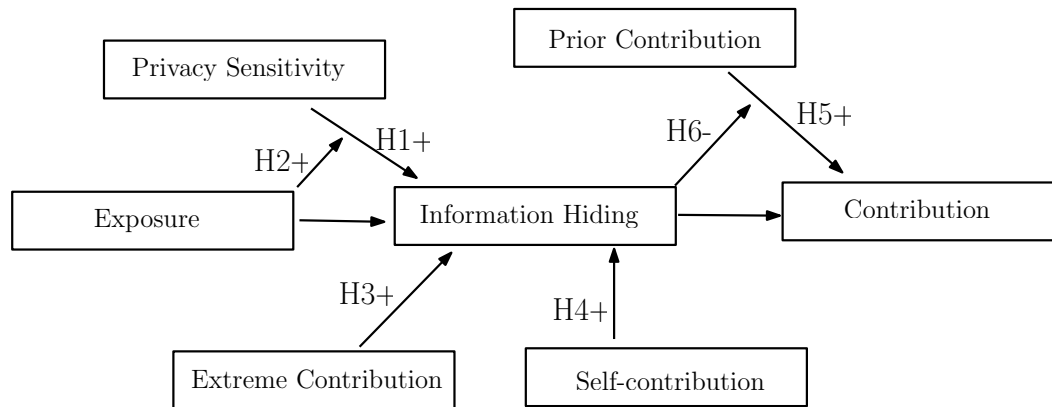 Prior Contribution
Privacy Sensitivity
H5+
H6-
H1+
H2+
Exposure
Information Hiding
Contribution
H3+
H4+
Extreme Contribution
Self-contribution